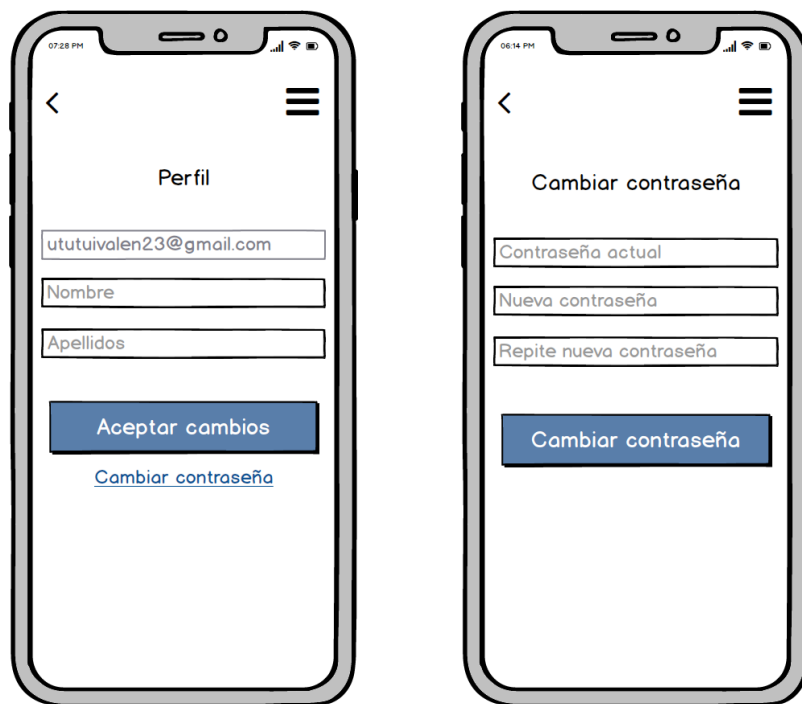 07:28 PM
Perfil
ututuivalen23@gmail.com
Nombre
Apellidos
Aceptar cambios
Cambiar contraseña
06:14 PM
Cambiar contraseña
Contraseña actual
Nueva contraseña
Repite nueva contraseña
Cambiar contraseña